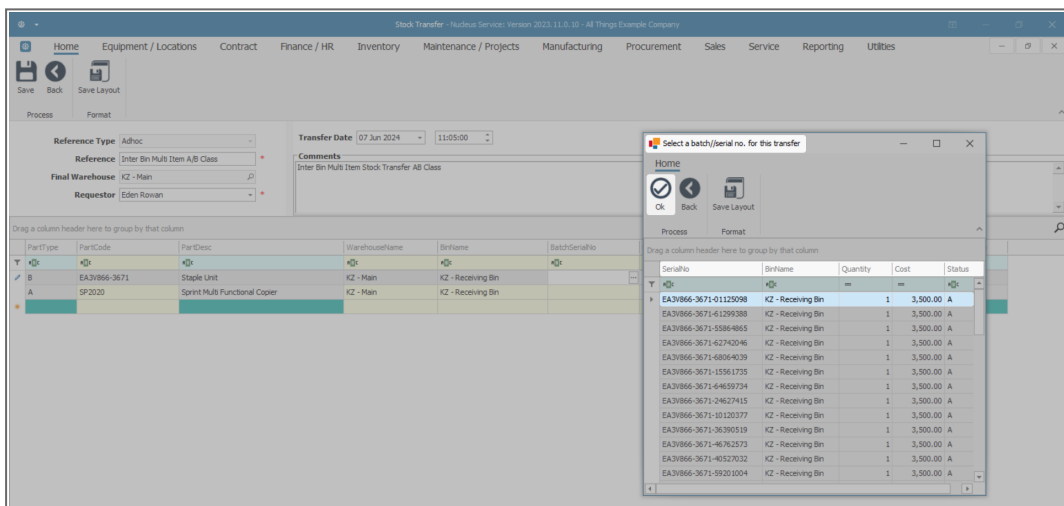 Stock Transfer - Nucleus Service: Version 2023.11.0.10 - All Things Example Company
Home Equipment / Locations Contract Finance / HR Inventory Maintenance / Projects Manufacturing Procurement Sales Service Reporting Utilities
Save Back Save Layout
Process Format
Reference Type Adhoc
Transfer Date 07 Jun 2024 11:05:00
Reference Inter Bin Multi Item A/B Class *
Comments
Inter Bin Multi Item Stock Transfer AB Class
Final Warehouse KZ - Main
Requestor Eden Rowan *
Drag a column header here to group by that column
PartType PartCode PartDesc WarehouseName BinName BatchSerialNo
B EA3V866-3671 Staple Unit KZ - Main KZ - Receiving Bin
A SP2020 Sprint Multi Functional Copier KZ - Main KZ - Receiving Bin
Select a batch//serial no. for this transfer
Home
Ok Back Save Layout
Process Format
Drag a column header here to group by that column
SerialNo BinName Quantity Cost Status
= =
EA3V866-3671-01125098 KZ - Receiving Bin 1 3,500.00 A
EA3V866-3671-61299388 KZ - Receiving Bin 1 3,500.00 A
EA3V866-3671-55864865 KZ - Receiving Bin 1 3,500.00 A
EA3V866-3671-62742046 KZ - Receiving Bin 1 3,500.00 A
EA3V866-3671-68064039 KZ - Receiving Bin 1 3,500.00 A
EA3V866-3671-15561735 KZ - Receiving Bin 1 3,500.00 A
EA3V866-3671-64659734 KZ - Receiving Bin 1 3,500.00 A
EA3V866-3671-24627415 KZ - Receiving Bin 1 3,500.00 A
EA3V866-3671-10120377 KZ - Receiving Bin 1 3,500.00 A
EA3V866-3671-36390519 KZ - Receiving Bin 1 3,500.00 A
EA3V866-3671-46762573 KZ - Receiving Bin 1 3,500.00 A
EA3V866-3671-40527032 KZ - Receiving Bin 1 3,500.00 A
EA3V866-3671-59201004 KZ - Receiving Bin 1 3,500.00 A